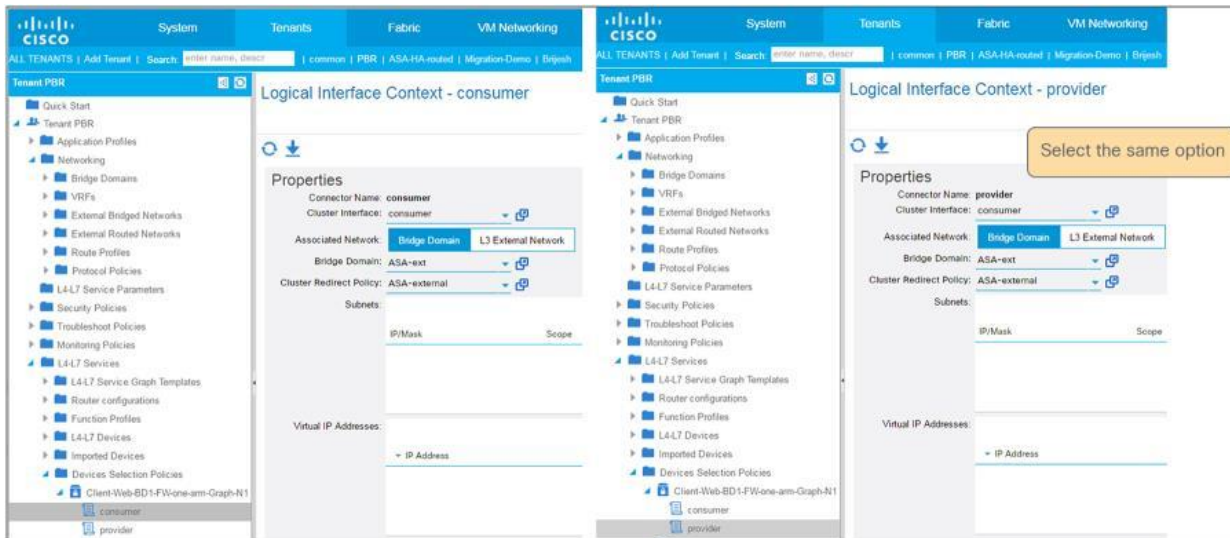 CISCO
System
Tenants
Fabric
VM Networking
ALL TENANTS | Add Tenant | Search: enter name, descr | common | PBR | ASA-HA-routed | Migration-Demo | Brijesh
Tenant PBR
Quick Start
Tenant PBR
Application Profiles
Networking
Bridge Domains
VRFs
External Bridged Networks
External Routed Networks
Route Profiles
Protocol Policies
L4-L7 Service Parameters
Security Policies
Troubleshoot Policies
Monitoring Policies
L4-L7 Services
L4-L7 Service Graph Templates
Router configurations
Function Profiles
L4-L7 Devices
Imported Devices
Devices Selection Policies
Client-Web-BD1-FW-one-arm-Graph-N1
consumer
provider
Logical Interface Context - consumer
Properties
Connector Name: consumer
Cluster Interface: consumer
Associated Network: Bridge Domain L3 External Network
Bridge Domain: ASA-ext
Cluster Redirect Policy: ASA-external
Subnets:
IP/Mask Scope
Virtual IP Addresses:
IP Address
CISCO
System
Tenants
Fabric
VM Networking
ALL TENANTS | Add Tenant | Search: enter name, descr | common | PBR | ASA-HA-routed | Migration-Demo | Brijesh
Tenant PBR
Quick Start
Tenant PBR
Application Profiles
Networking
Bridge Domains
VRFs
External Bridged Networks
External Routed Networks
Route Profiles
Protocol Policies
L4-L7 Service Parameters
Security Policies
Troubleshoot Policies
Monitoring Policies
L4-L7 Services
L4-L7 Service Graph Templates
Router configurations
Function Profiles
L4-L7 Devices
Imported Devices
Devices Selection Policies
Client-Web-BD1-FW-one-arm-Graph-N1
consumer
provider
Logical Interface Context - provider
Select the same option
Properties
Connector Name: provider
Cluster Interface: consumer
Associated Network: Bridge Domain L3 External Network
Bridge Domain: ASA-ext
Cluster Redirect Policy: ASA-external
Subnets:
IP/Mask Scope
Virtual IP Addresses:
IP Address